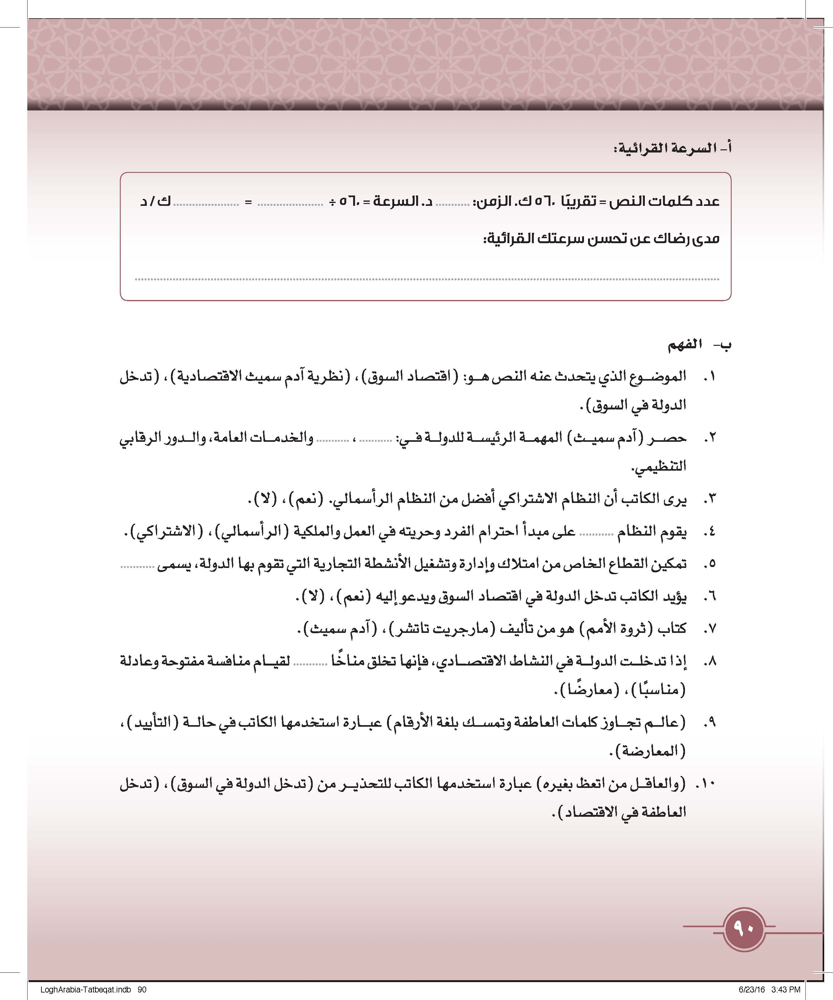 أ- السرعة القرائية:
عدد كلمات النص = تقريبًا ٥٦٠ ك. الزمن: ........... د. السرعة = ٥٦٠ ÷ ..................... = ..................... ك / د
مدى رضاك عن تحسن سرعتك القرائية:
ب- الفهم
١. الموضوع الذي يتحدث عنه النص هو: (اقتصاد السوق)، (نظرية آدم سميث الاقتصادية)، (تدخل
الدولة في السوق).
٢. حصر (آدم سميث) المهمة الرئيسة للدولة في: ........... ، ........... والخدمات العامة، والدور الرقابي
التنظيمي.
٣. يرى الكاتب أن النظام الاشتراكي أفضل من النظام الرأسمالي. (نعم)، (لا).
٤. يقوم النظام ........... على مبدأ احترام الفرد وحريته في العمل والملكية (الرأسمالي)، (الاشتراكي).
٥. تمكين القطاع الخاص من امتلاك وإدارة وتشغيل الأنشطة التجارية التي تقوم بها الدولة، يسمى ...........
٦. يؤيد الكاتب تدخل الدولة في اقتصاد السوق ويدعو إليه (نعم)، (لا).
٧. كتاب (ثروة الأمم) هو من تأليف (مارجريت تاتشر)، (آدم سميث).
٨. إذا تدخلت الدولة في النشاط الاقتصادي، فإنها تخلق مناخًا ........... لقيام منافسة مفتوحة وعادلة
(مناسبًا)، (معارضًا).
٩. (عالم تجاوز كلمات العاطفة وتمسك بلغة الأرقام) عبارة استخدمها الكاتب في حالة (التأييد)،
(المعارضة).
١٠. (والعاقل من اتعظ بغيره) عبارة استخدمها الكاتب للتحذير من (تدخل الدولة في السوق)، (تدخل
العاطفة في الاقتصاد).
٩٠
LoghArabia-Tatbeqat.indb 90
6/23/16 3:43 PM